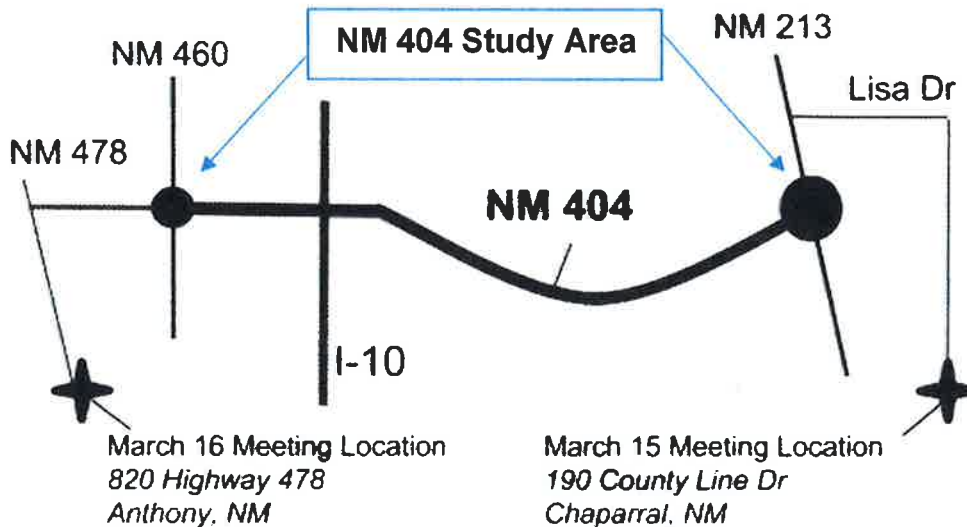 NM 404 Study Area
NM 213
NM 460
Lisa Dr
NM 478
NM 404
I-10
March 16 Meeting Location
820 Highway 478
Anthony, NM
March 15 Meeting Location
190 County Line Dr
Chaparral, NM